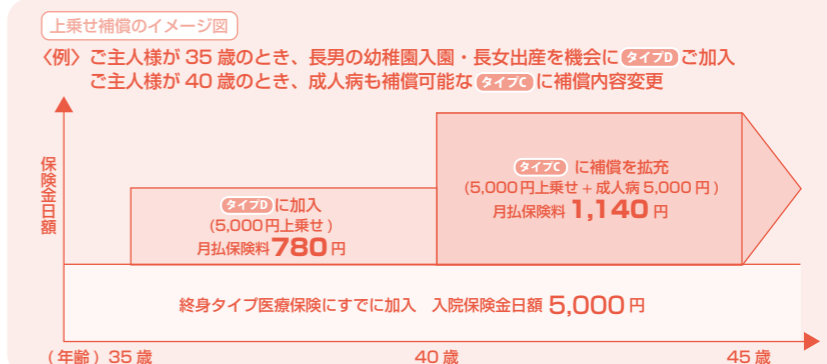 上乗せ補償のイメージ図
〈例〉ご主人様が 35 歳のとき、長男の幼稚園入園・長女出産を機会に タイプD ご加入
ご主人様が 40 歳のとき、成人病も補償可能な タイプC に補償内容変更
保険金日額
タイプC に補償を拡充
(5,000円上乗せ + 成人病 5,000 円 )
月払保険料 1,140 円
タイプD に加入
(5,000円上乗せ )
月払保険料 780 円
終身タイプ医療保険にすでに加入 入院保険金日額 5,000 円
( 年齢 ) 35 歳 40 歳 45 歳